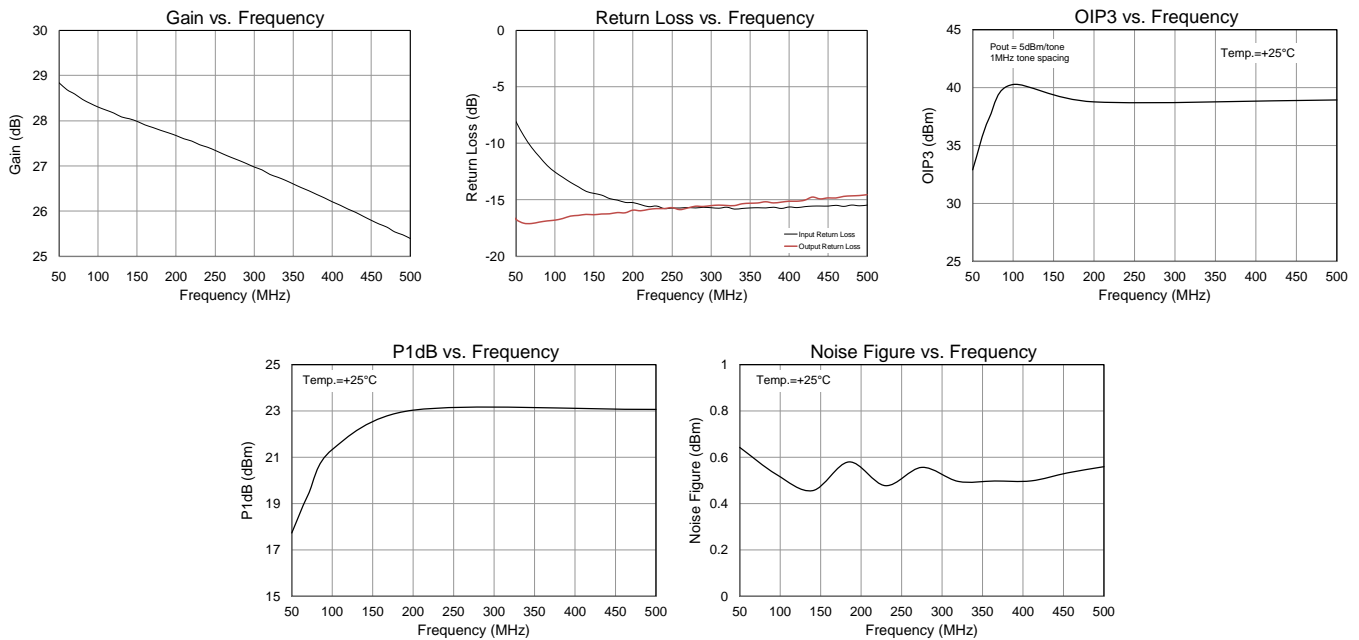 Gain vs. Frequency
30
29
28
27
26
25
Gain (dB)
50 100 150 200 250 300 350 400 450 500
Frequency (MHz)
Return Loss vs. Frequency
0
-5
-10
-15
-20
Return Loss (dB)
Input Return Loss
Output Return Loss
50 100 150 200 250 300 350 400 450 500
Frequency (MHz)
OIP3 vs. Frequency
45
40
35
30
25
OIP3 (dBm)
Pout = 5dBm/tone
1MHz tone spacing
Temp.=+25°C
50 100 150 200 250 300 350 400 450 500
Frequency (MHz)
P1dB vs. Frequency
25
23
21
19
17
15
P1dB (dBm)
Temp.=+25°C
50 100 150 200 250 300 350 400 450 500
Frequency (MHz)
Noise Figure vs. Frequency
1
0.8
0.6
0.4
0.2
0
Noise Figure (dBm)
Temp.=+25°C
50 100 150 200 250 300 350 400 450 500
Frequency (MHz)